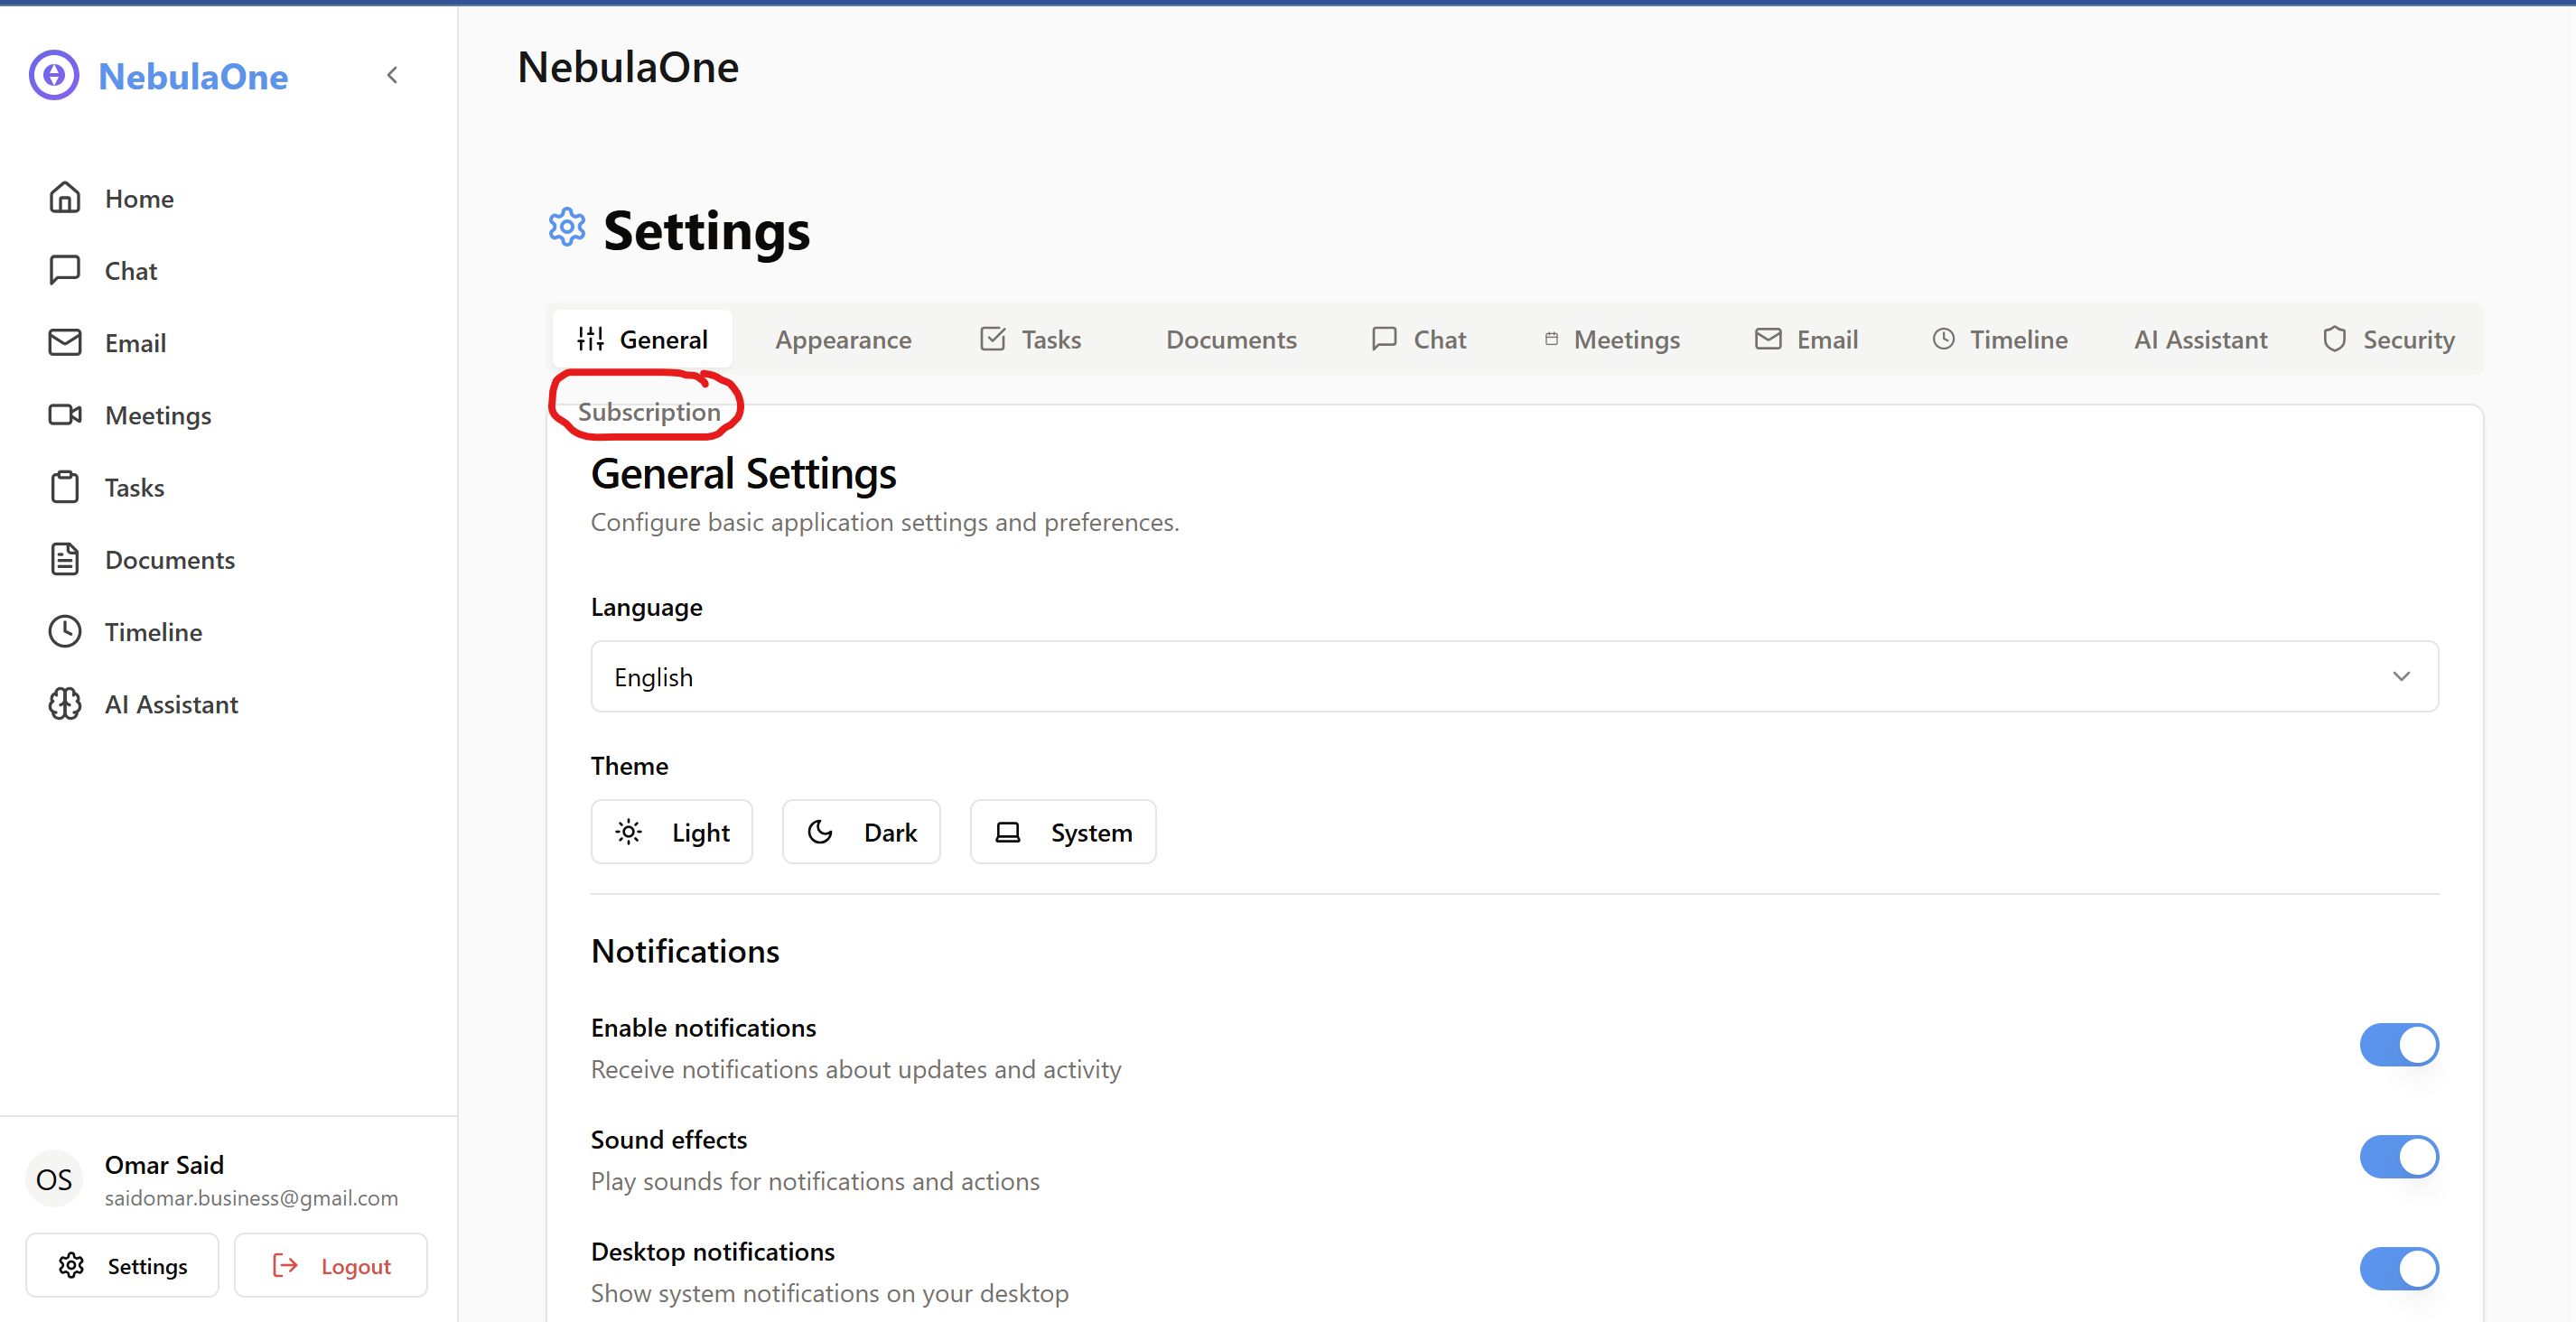 NebulaOne
Home
Chat
Email
Meetings
Tasks
Documents
Timeline
AI Assistant
OS
Omar Said
saidomar.business@gmail.com
Settings Logout
NebulaOne
Settings
General Appearance Tasks Documents Chat Meetings Email Timeline AI Assistant Security
Subscription
General Settings
Configure basic application settings and preferences.
Language
English
Theme
Light Dark System
Notifications
Enable notifications
Receive notifications about updates and activity
Sound effects
Play sounds for notifications and actions
Desktop notifications
Show system notifications on your desktop